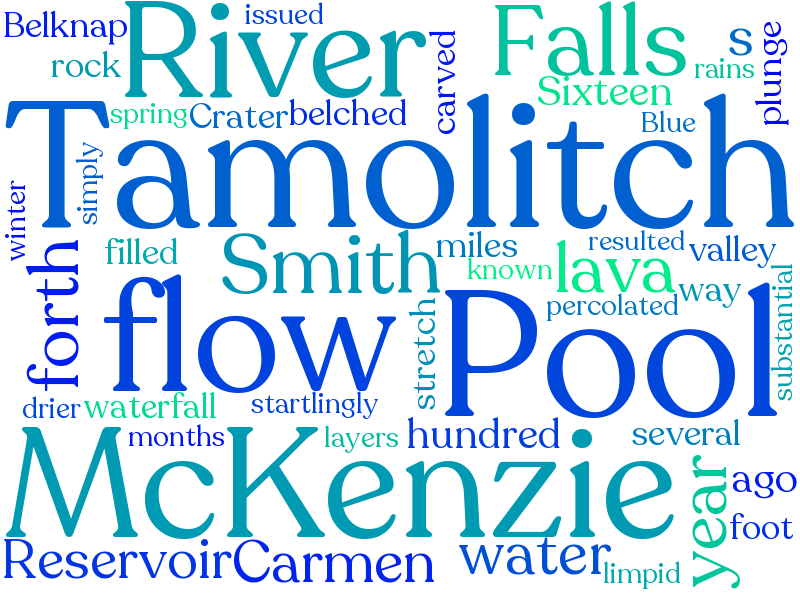 Belknap
River
issued
Falls
s
rock
carved
rains
plunge
Sixteen
spring
Crater
belched
Blue
Tamolitch
simply
winter
filled
Smith
miles
resulted
valley
known
lava
way
forth
flow
stretch
Pool
percolated
substantial
drier
waterfall
startlingly
months
layers
hundred
several
McKenzie
year
ago
foot
Reservoir
Carmen
water
limpid